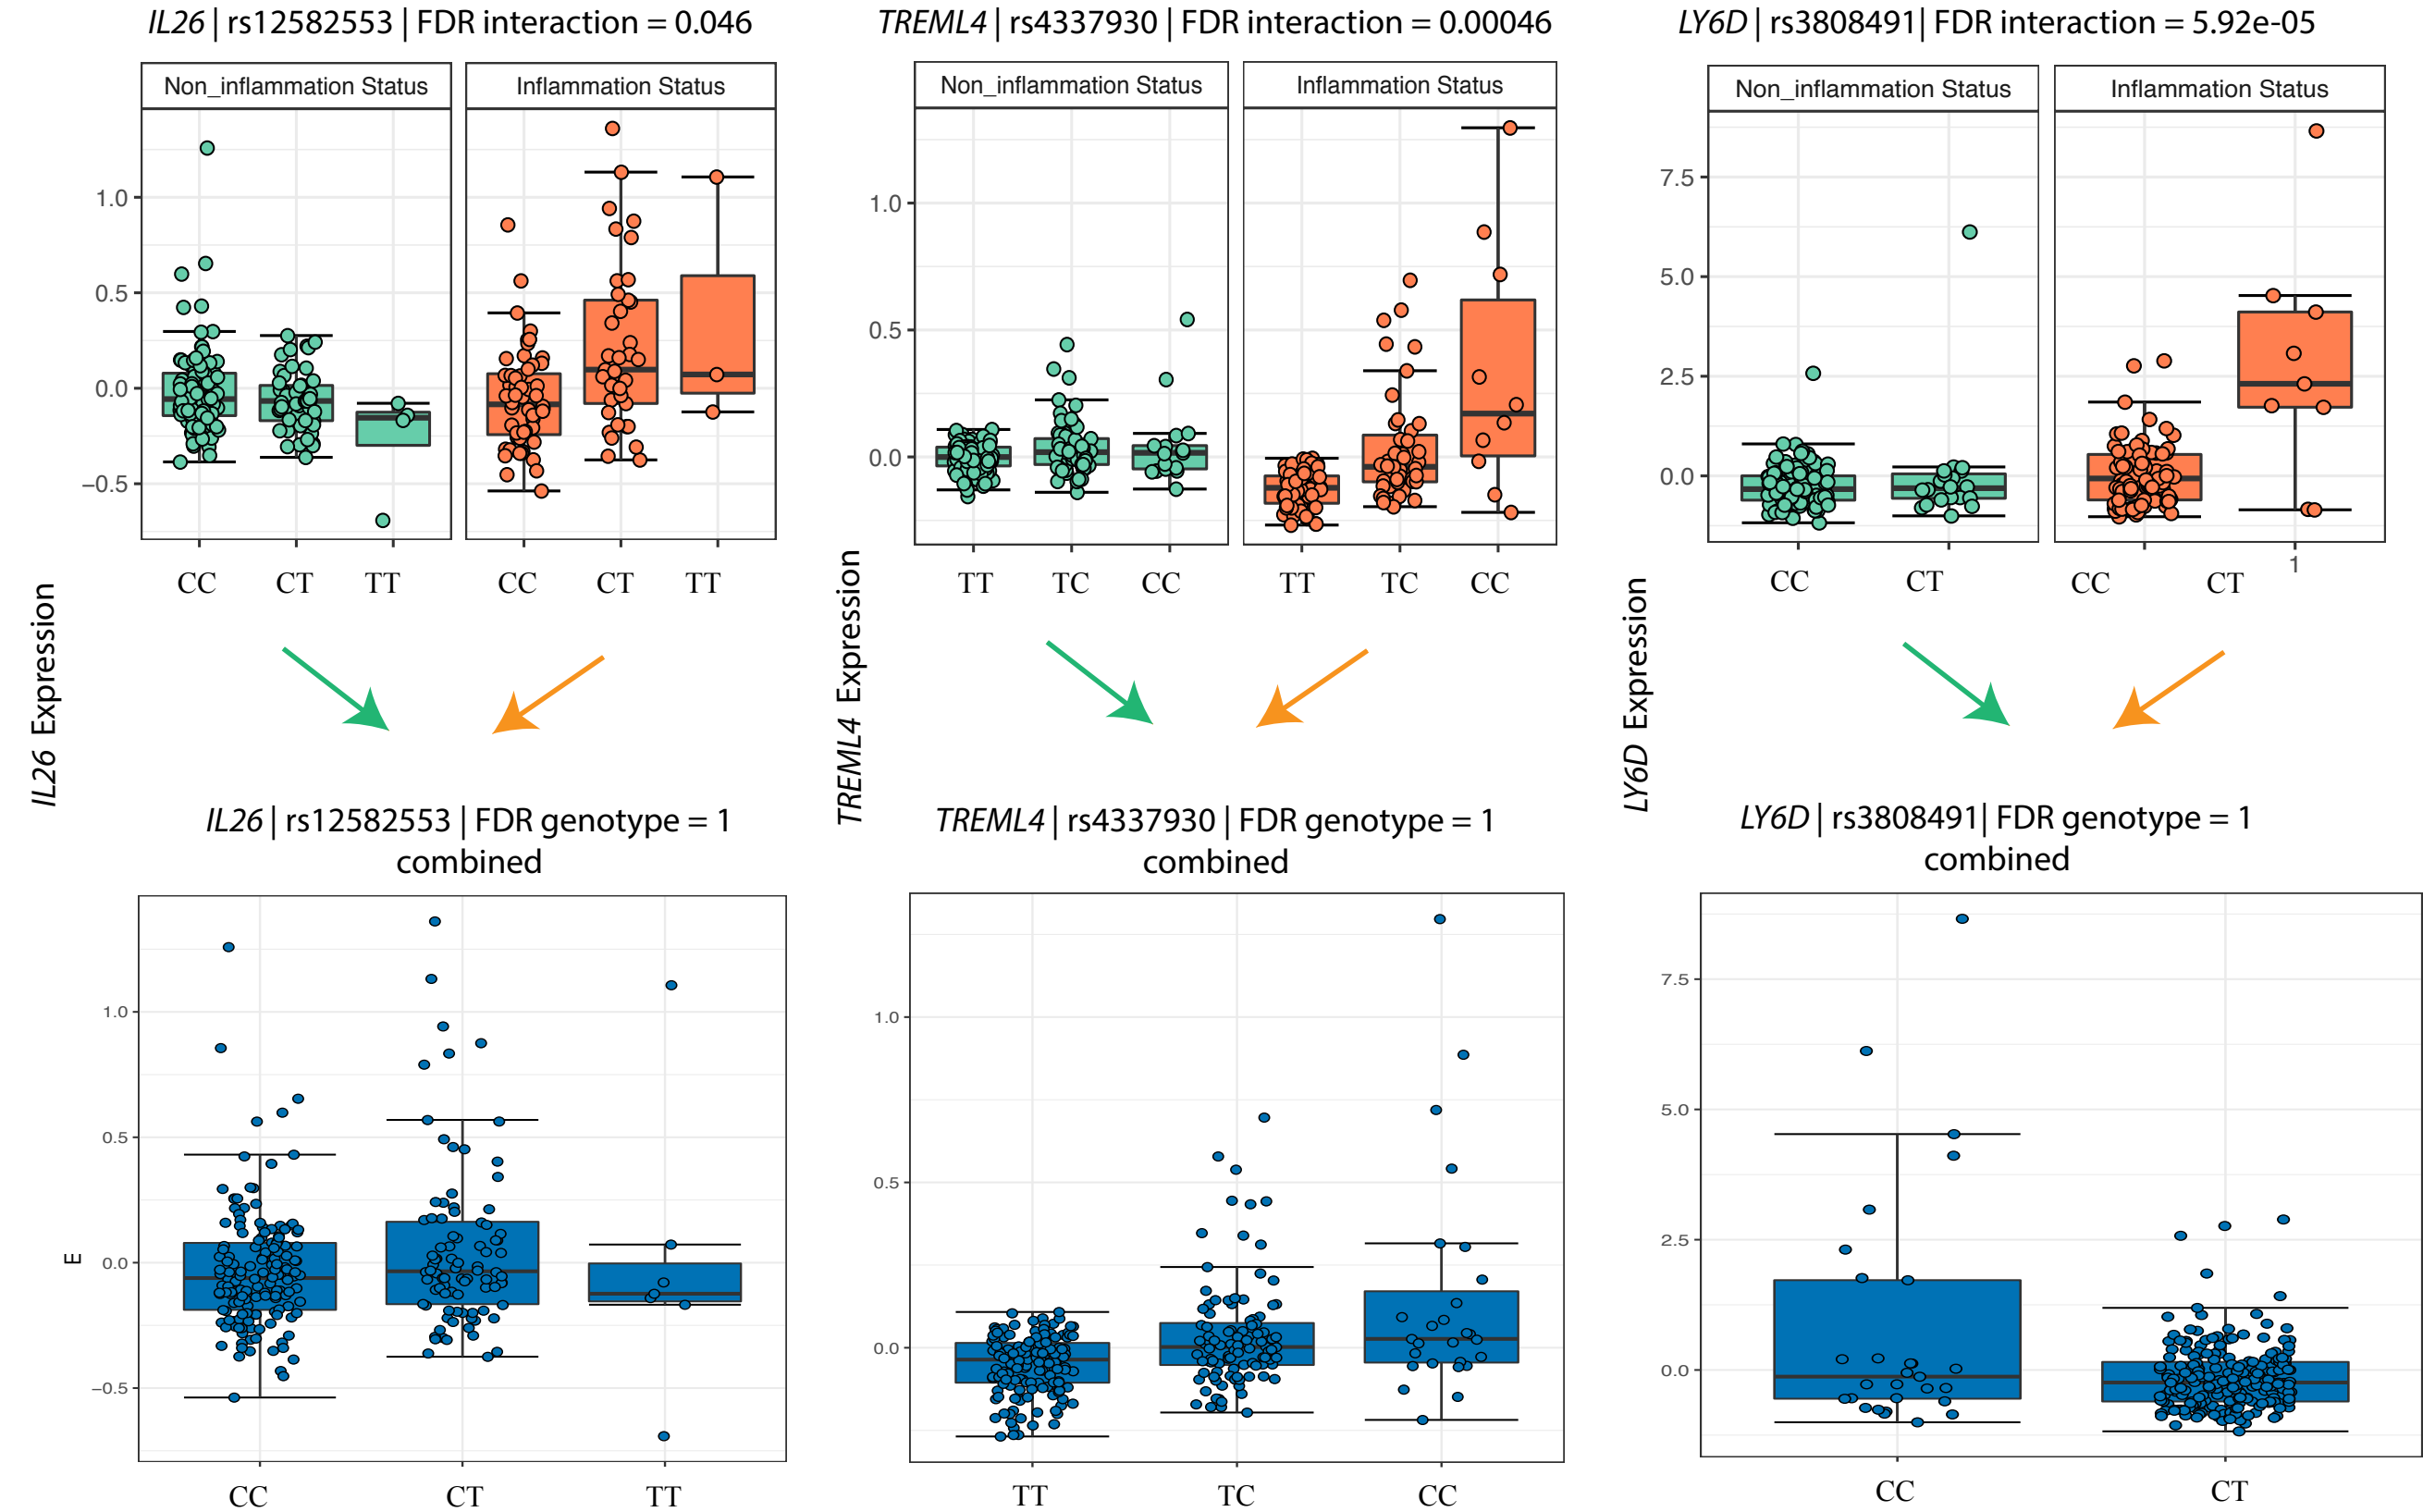 IL26 | rs12582553 | FDR interaction = 0.046
Non_inflammation Status
Inflammation Status
1.0
0.5
0.0
−0.5
CC
CT
TT
CC
CT
TT
IL26 Expression
IL26 | rs12582553 | FDR genotype = 1
combined
E
1.0
0.5
0.0
−0.5
CC
CT
TT
TREML4 | rs4337930 | FDR interaction = 0.00046
Non_inflammation Status
Inflammation Status
1.0
0.5
0.0
TT
TC
CC
TT
TC
CC
TREML4 Expression
TREML4 | rs4337930 | FDR genotype = 1
combined
1.0
0.5
0.0
TT
TC
CC
LY6D | rs3808491| FDR interaction = 5.92e-05
Non_inflammation Status
Inflammation Status
7.5
5.0
2.5
0.0
CC
CT
CC
CT
1
LY6D Expression
LY6D | rs3808491| FDR genotype = 1
combined
7.5
5.0
2.5
0.0
CC
CT